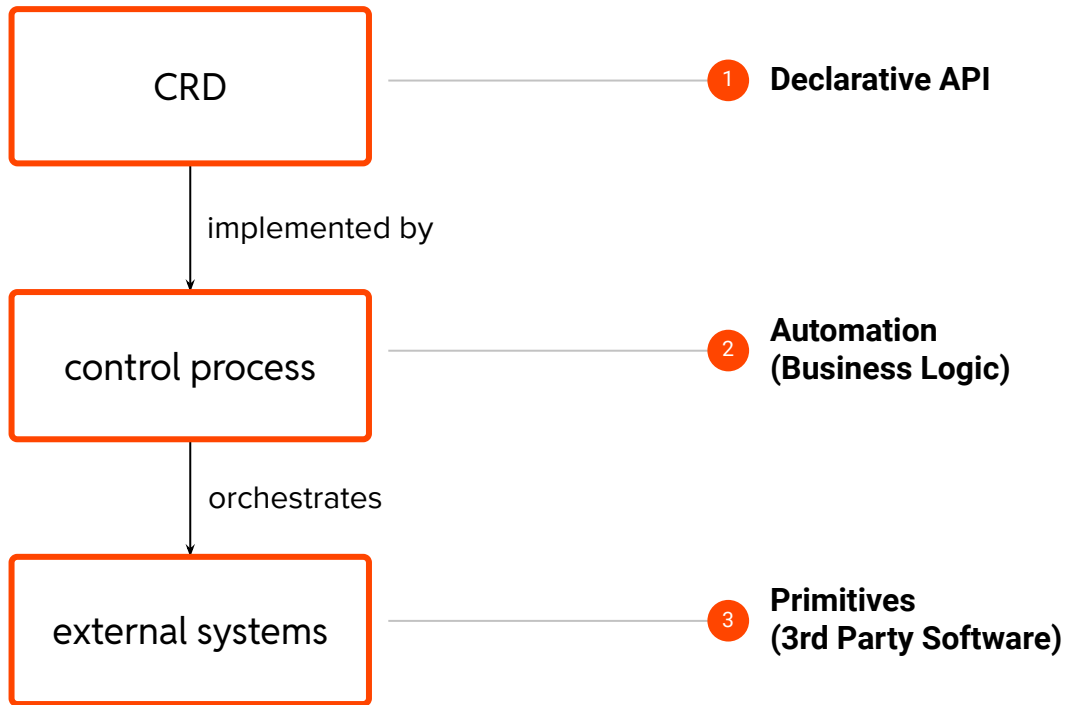 CRD
1
Declarative API
implemented by
control process
2
Automation
(Business Logic)
orchestrates
external systems
3
Primitives
(3rd Party Software)